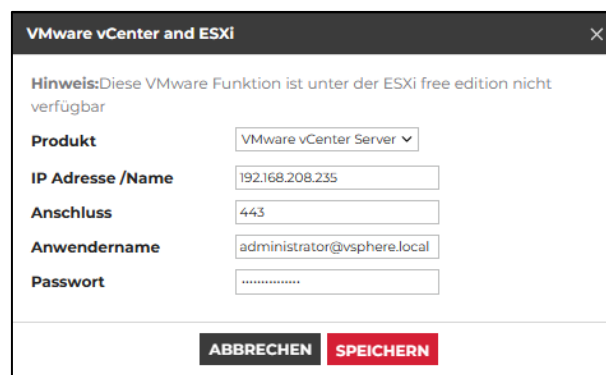 VMware vCenter and ESXi
Hinweis:Diese VMware Funktion ist unter der ESXi free edition nicht
verfügbar
Produkt VMware vCenter Server
IP Adresse /Name 192.168.208.235
Anschluss 443
Anwendername administrator@vsphere.local
Passwort ...............
ABBRECHEN SPEICHERN